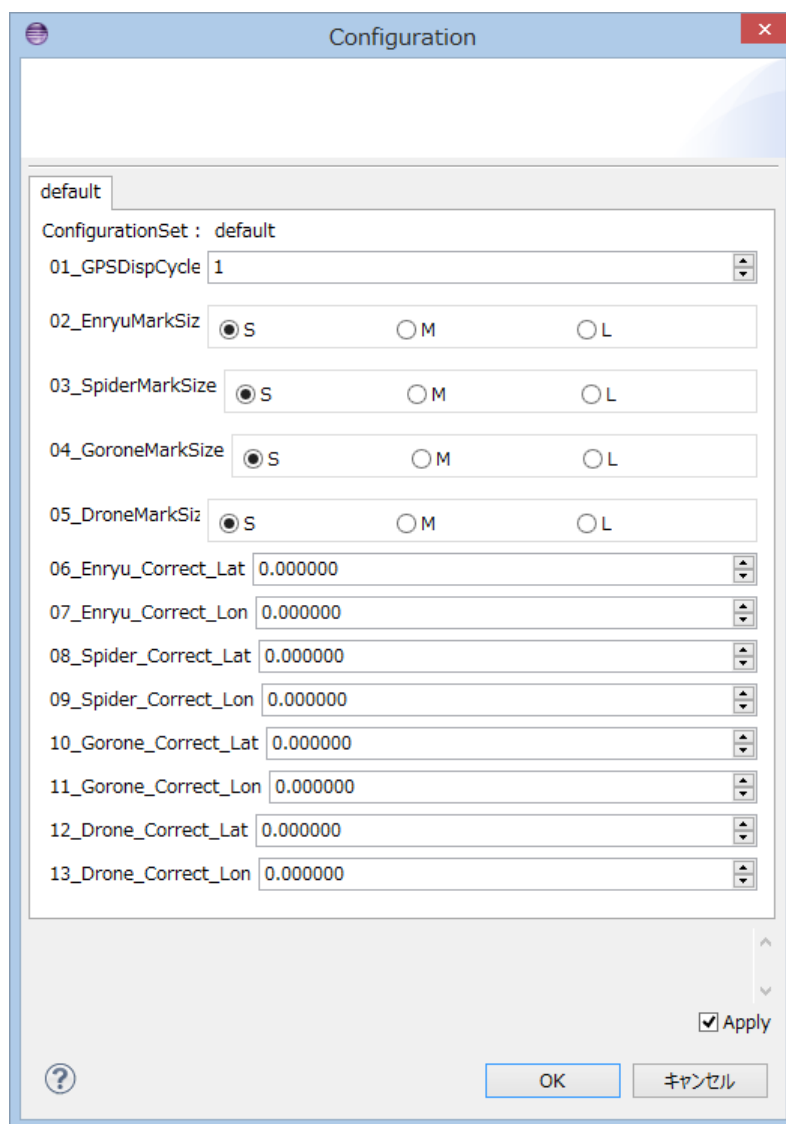 Configuration
default
ConfigurationSet : default
01_GPSDispCycle 1
02_EnryuMarkSiz S M L
03_SpiderMarkSize S M L
04_GoroneMarkSize S M L
05_DroneMarkSiz S M L
06_Enryu_Correct_Lat 0.000000
07_Enryu_Correct_Lon 0.000000
08_Spider_Correct_Lat 0.000000
09_Spider_Correct_Lon 0.000000
10_Gorone_Correct_Lat 0.000000
11_Gorone_Correct_Lon 0.000000
12_Drone_Correct_Lat 0.000000
13_Drone_Correct_Lon 0.000000
Apply
? OK キャンセル